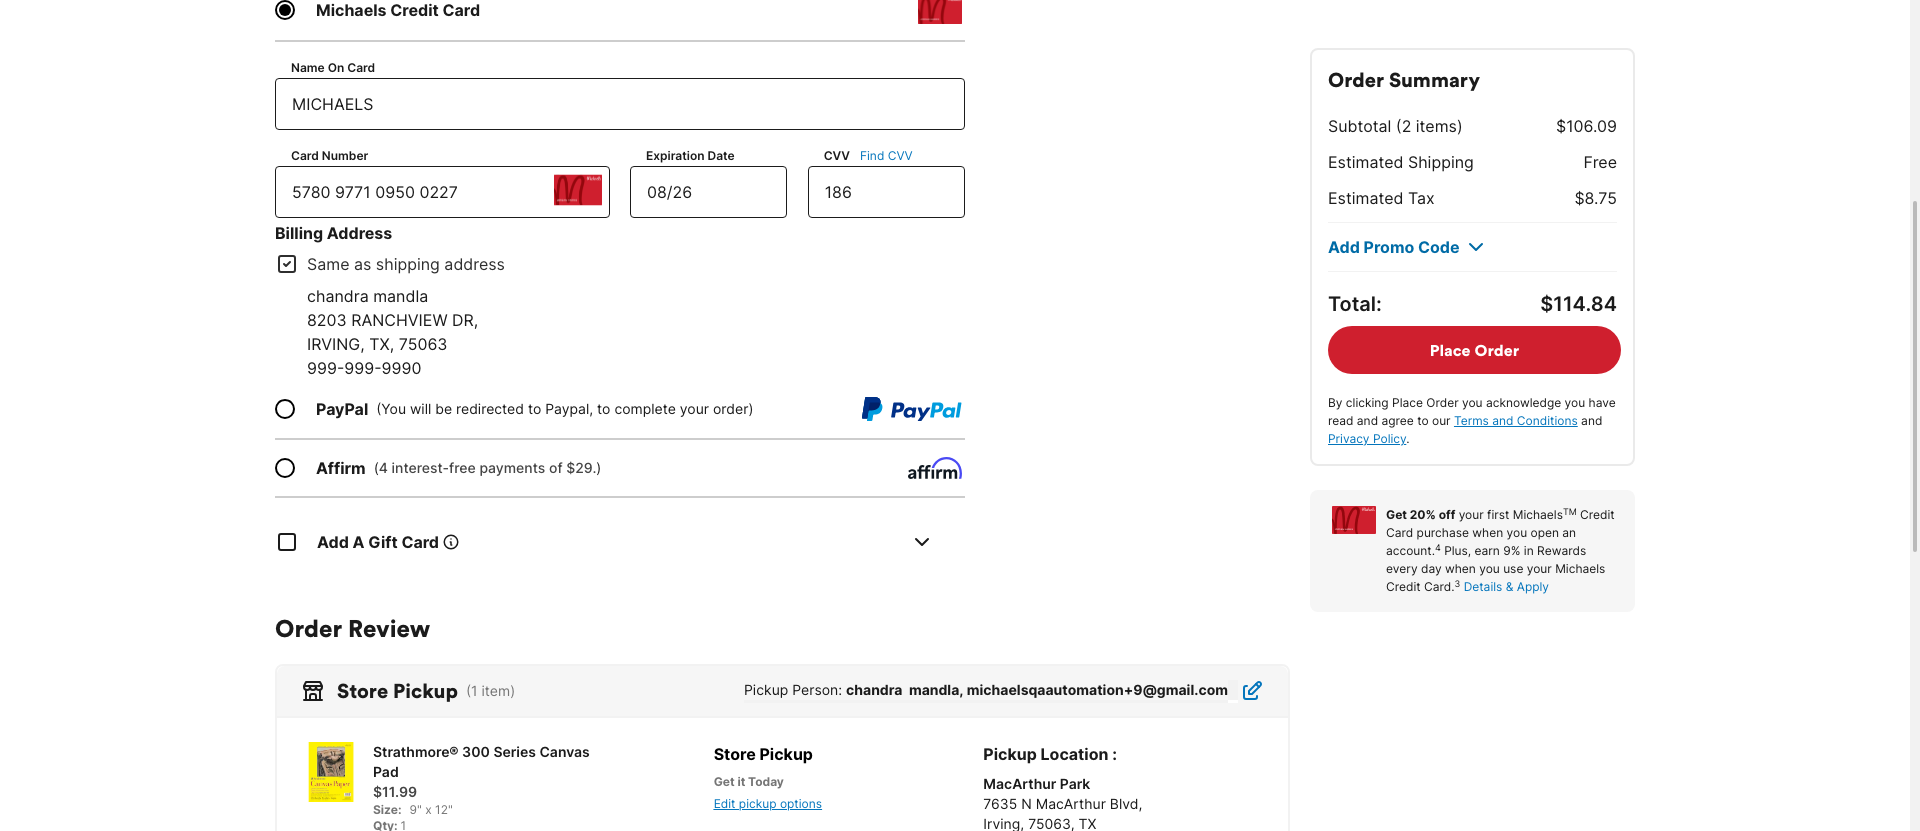 Michaels Credit Card
Name On Card
MICHAELS
Card Number
Expiration Date
CVV Find CVV
5780 9771 0950 0227
08/26
186
Billing Address
Same as shipping address
chandra mandla
8203 RANCHVIEW DR,
IRVING, TX, 75063
999-999-9990
PayPal (You will be redirected to Paypal, to complete your order)
PayPal
Affirm (4 interest-free payments of $29.)
affirm
Add A Gift Card
Order Summary
Subtotal (2 items) $106.09
Estimated Shipping Free
Estimated Tax $8.75
Add Promo Code
Total: $114.84
Place Order
By clicking Place Order you acknowledge you have
read and agree to our Terms and Conditions and
Privacy Policy.
Get 20% off your first Michaels™ Credit
Card purchase when you open an
account.⁴ Plus, earn 9% in Rewards
every day when you use your Michaels
Credit Card.³ Details & Apply
Order Review
Store Pickup (1 item)
Pickup Person: chandra mandla, michaelsqaautomation+9@gmail.com
Strathmore® 300 Series Canvas
Pad
$11.99
Size: 9" x 12"
Qty: 1
Store Pickup
Get it Today
Edit pickup options
Pickup Location :
MacArthur Park
7635 N MacArthur Blvd,
Irving, 75063, TX